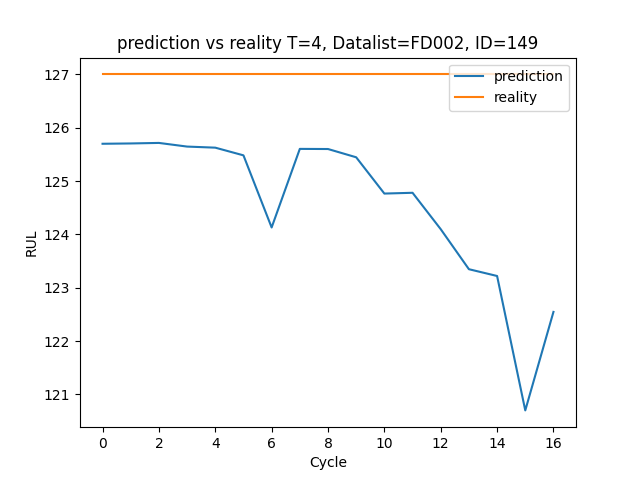 prediction vs reality T=4, Datalist=FD002, ID=149
127
126
125
124
123
122
121
RUL
prediction
reality
0 2 4 6 8 10 12 14 16
Cycle